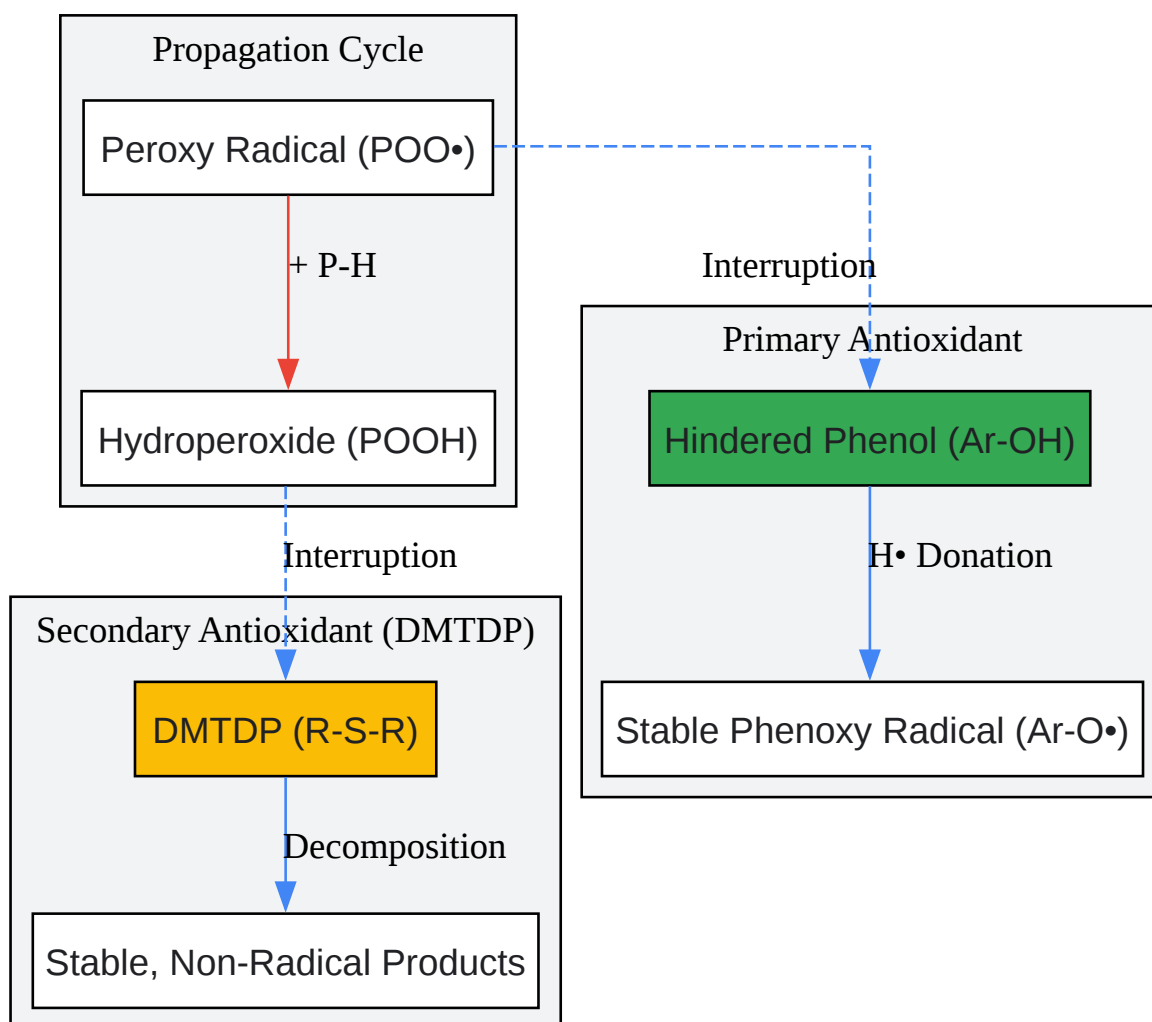 Propagation Cycle
Peroxy Radical (POO•)
+ P-H
Hydroperoxide (POOH)
Interruption
Primary Antioxidant
Hindered Phenol (Ar-OH)
H• Donation
Stable Phenoxy Radical (Ar-O•)
Interruption
Secondary Antioxidant (DMTDP)
DMTDP (R-S-R)
Decomposition
Stable, Non-Radical Products